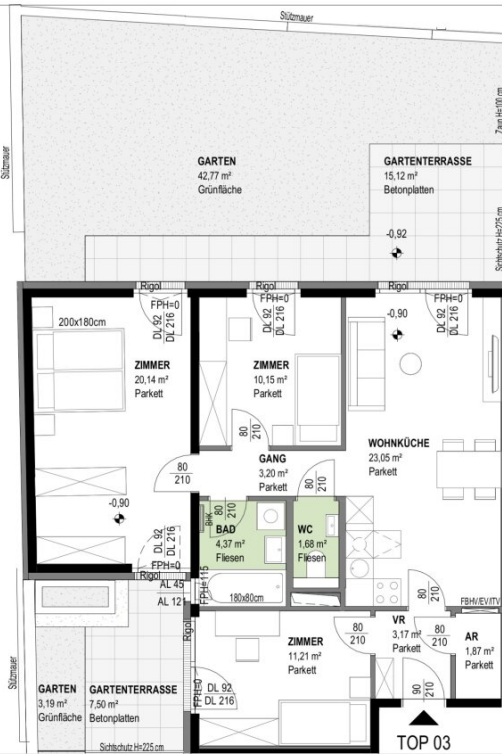 Stützmauer
Stützmauer
Zaun H=100 cm
GARTEN
42,77 m²
Grünfläche
GARTENTERRASSE
15,12 m²
Betonplatten
Sichtschutz H=225 cm
-0,92
Rigol
FPH=0
DL 92
DL 216
Rigol
FPH=0
DL 92
DL 216
Rigol
FPH=0
DL 92
DL 216
-0,90
200x180cm
ZIMMER
20,14 m²
Parkett
ZIMMER
10,15 m²
Parkett
80
210
WOHNKÜCHE
23,05 m²
Parkett
GANG
3,20 m²
Parkett
80
210
80
210
-0,90
80
210
BHK
BAD
4,37 m²
Fliesen
WC
1,68 m²
Fliesen
DL 92
DL 216
FPH=0
Rigol
AL 45
AL 121
FPH=115
180x80cm
80
210
FBHV/EV/ITV
Stützmauer
Rigol
ZIMMER
11,21 m²
Parkett
80
210
VR
3,17 m²
Parkett
80
210
AR
1,87 m²
Parkett
GARTEN
3,19 m²
Grünfläche
GARTENTERRASSE
7,50 m²
Betonplatten
FPH=0
DL 92
DL 216
90
210
Sichtschutz H=225 cm
TOP 03